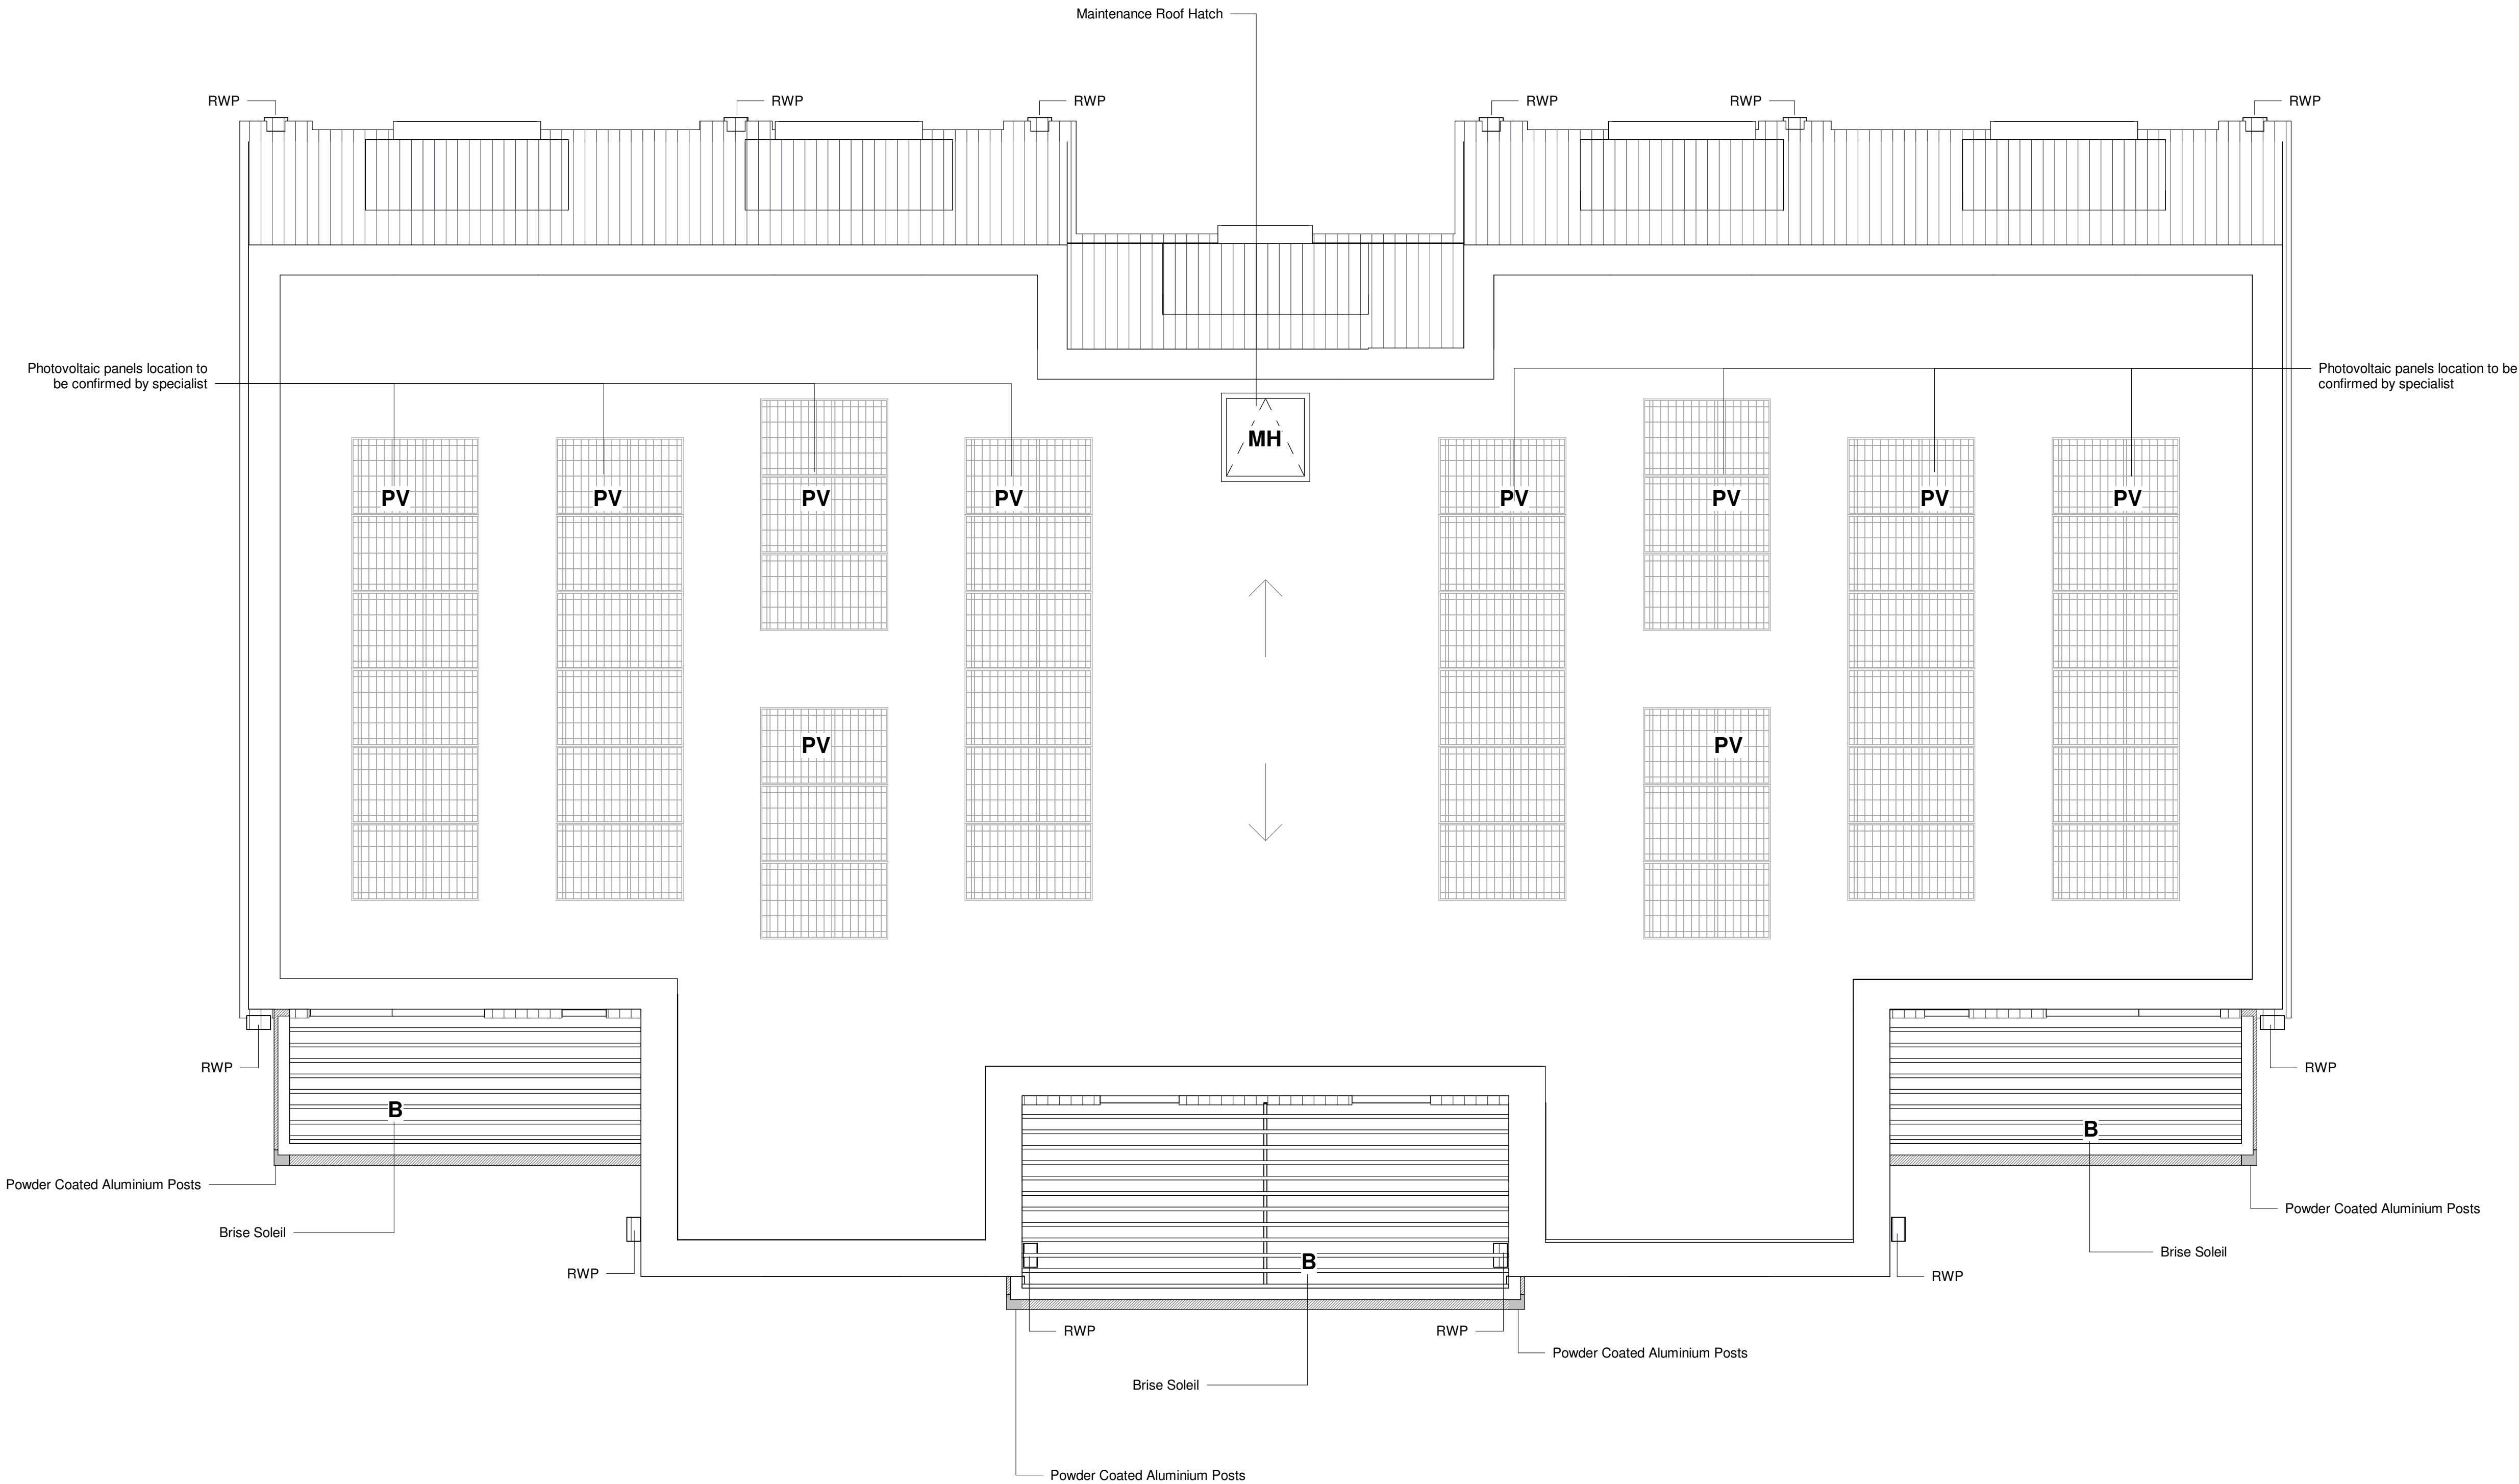 Maintenance Roof Hatch
RWP
RWP
RWP
RWP
RWP
RWP
Photovoltaic panels location to
be confirmed by specialist
Photovoltaic panels location to be
confirmed by specialist
MH
PV
PV
PV
PV
PV
PV
PV
PV
PV
PV
RWP
RWP
B
B
Powder Coated Aluminium Posts
Powder Coated Aluminium Posts
Brise Soleil
Brise Soleil
B
RWP
RWP
RWP
RWP
Powder Coated Aluminium Posts
Brise Soleil
Powder Coated Aluminium Posts